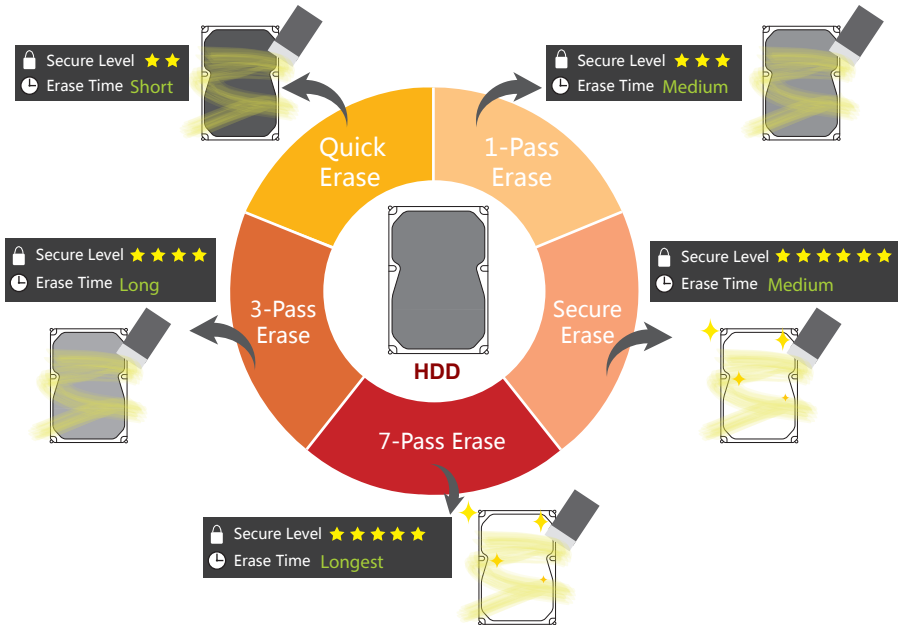 Secure Level
Erase Time Short
Secure Level
Erase Time Medium
Quick
Erase
1-Pass
Erase
Secure Level
Erase Time Long
3-Pass
Erase
Secure
Erase
Secure Level
Erase Time Medium
HDD
7-Pass Erase
Secure Level
Erase Time Longest